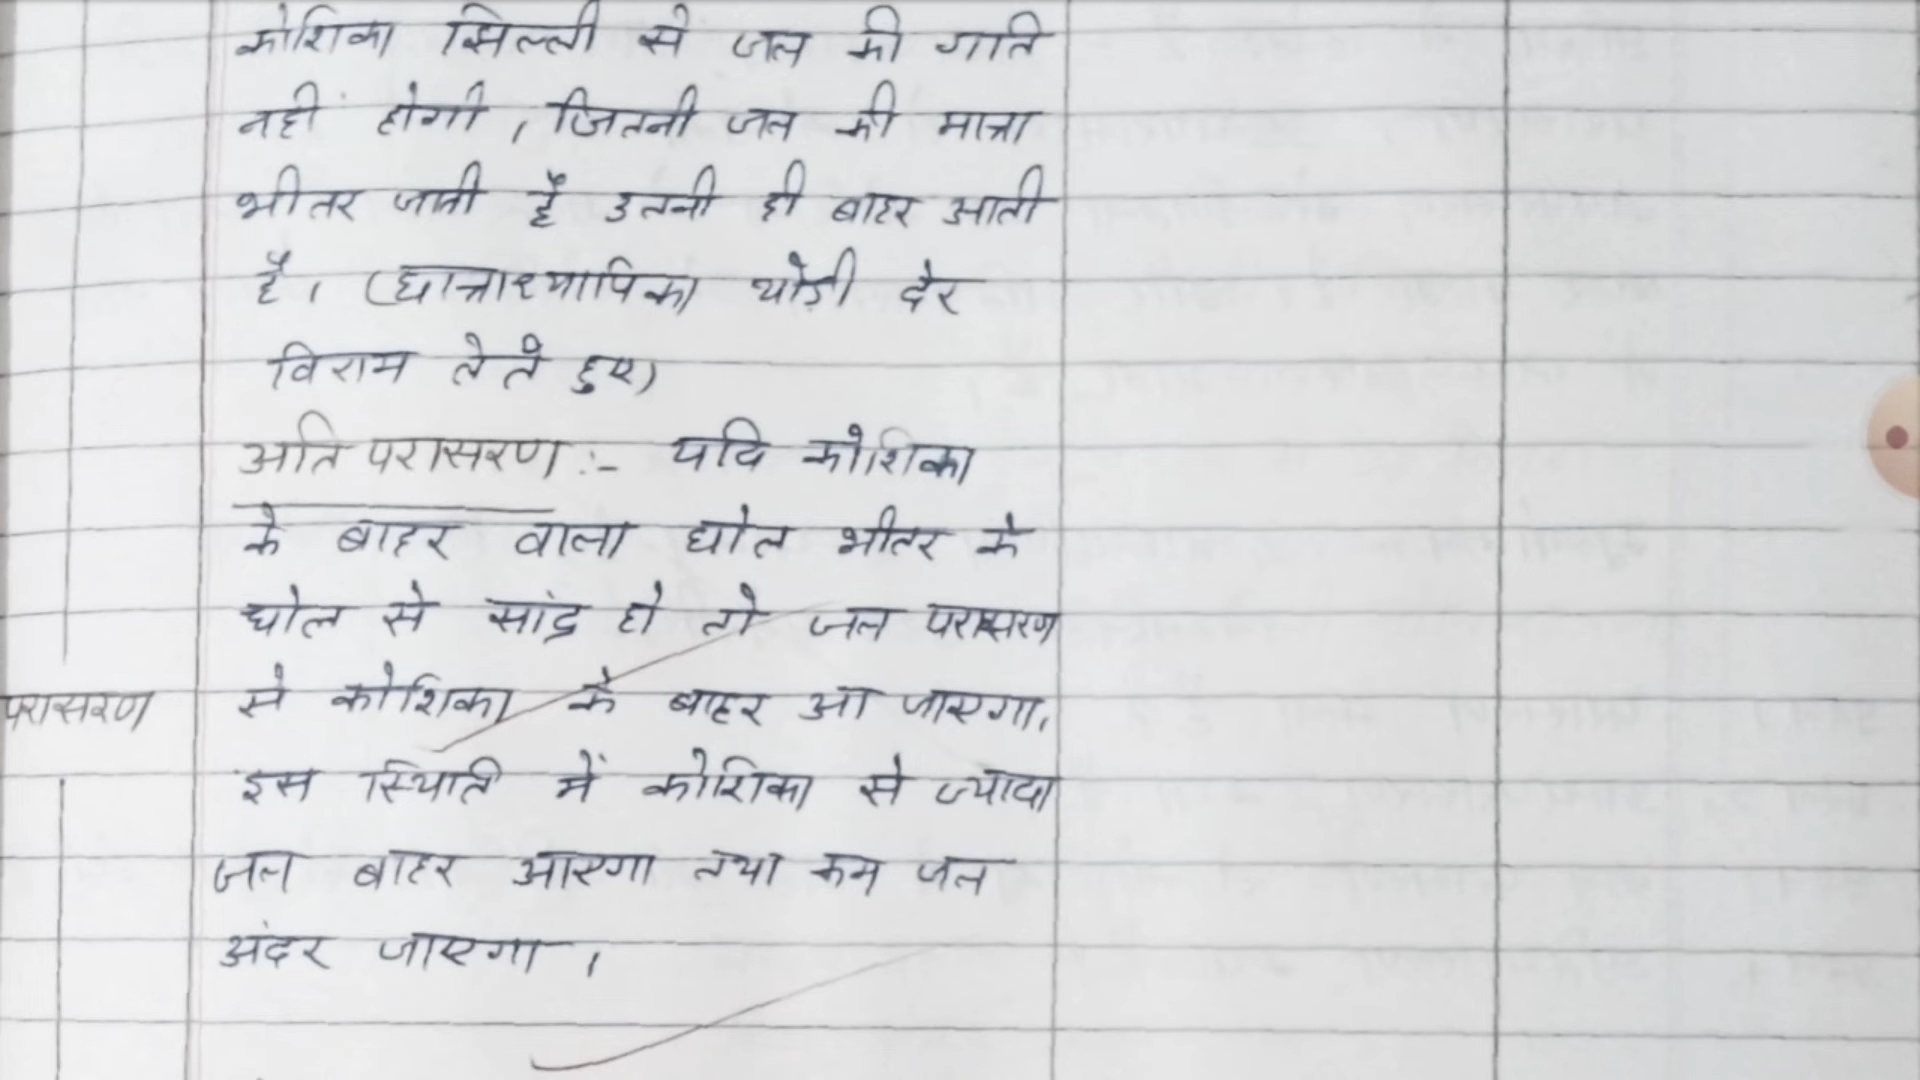 कोशिका झिल्ली से जल की गति
नहीं होगी, जितनी जल की मात्रा
भीतर जाती है उतनी ही बाहर आती
है। (छात्राध्यापिका थोड़ी देर
विराम लेते हुए)
अति परासरण :- यदि कोशिका
के बाहर वाला घोल भीतर के
घोल से सांद्र हो तो जल परासरण
परासरण से कोशिका के बाहर आ जाएगा।
इस स्थिति में कोशिका से ज्यादा
जल बाहर आएगा तथा कम जल
अंदर जाएगा।